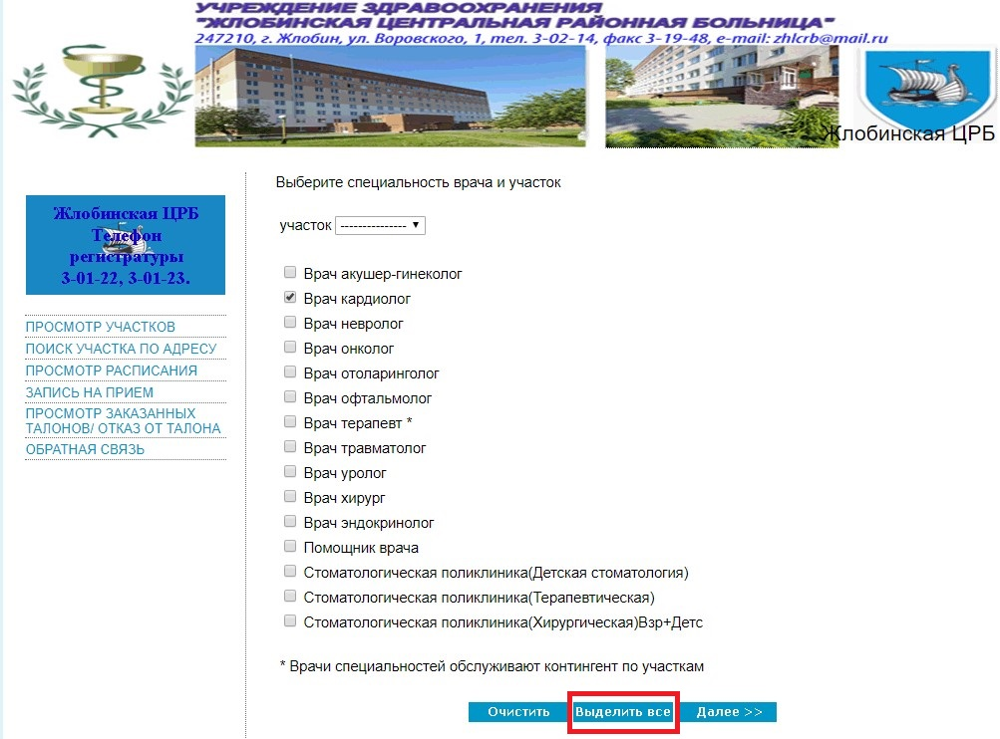 УЧРЕЖДЕНИЕ ЗДРАВООХРАНЕНИЯ
"ЖЛОБИНСКАЯ ЦЕНТРАЛЬНАЯ РАЙОННАЯ БОЛЬНИЦА"
247210, г. Жлобин, ул. Воровского, 1, тел. 3-02-14, факс 3-19-48, e-mail: zhlcrb@mail.ru
Жлобинская ЦРБ
Жлобинская ЦРБ
Телефон
регистратуры
3-01-22, 3-01-23.
ПРОСМОТР УЧАСТКОВ
ПОИСК УЧАСТКА ПО АДРЕСУ
ПРОСМОТР РАСПИСАНИЯ
ЗАПИСЬ НА ПРИЕМ
ПРОСМОТР ЗАКАЗАННЫХ
ТАЛОНОВ/ ОТКАЗ ОТ ТАЛОНА
ОБРАТНАЯ СВЯЗЬ
Выберите специальность врача и участок
участок ---------------
Врач акушер-гинеколог
Врач кардиолог
Врач невролог
Врач онколог
Врач отоларинголог
Врач офтальмолог
Врач терапевт *
Врач травматолог
Врач уролог
Врач хирург
Врач эндокринолог
Помощник врача
Стоматологическая поликлиника(Детская стоматология)
Стоматологическая поликлиника(Терапевтическая)
Стоматологическая поликлиника(Хирургическая)Взр+Детс
* Врачи специальностей обслуживают контингент по участкам
Очистить Выделить все Далее >>